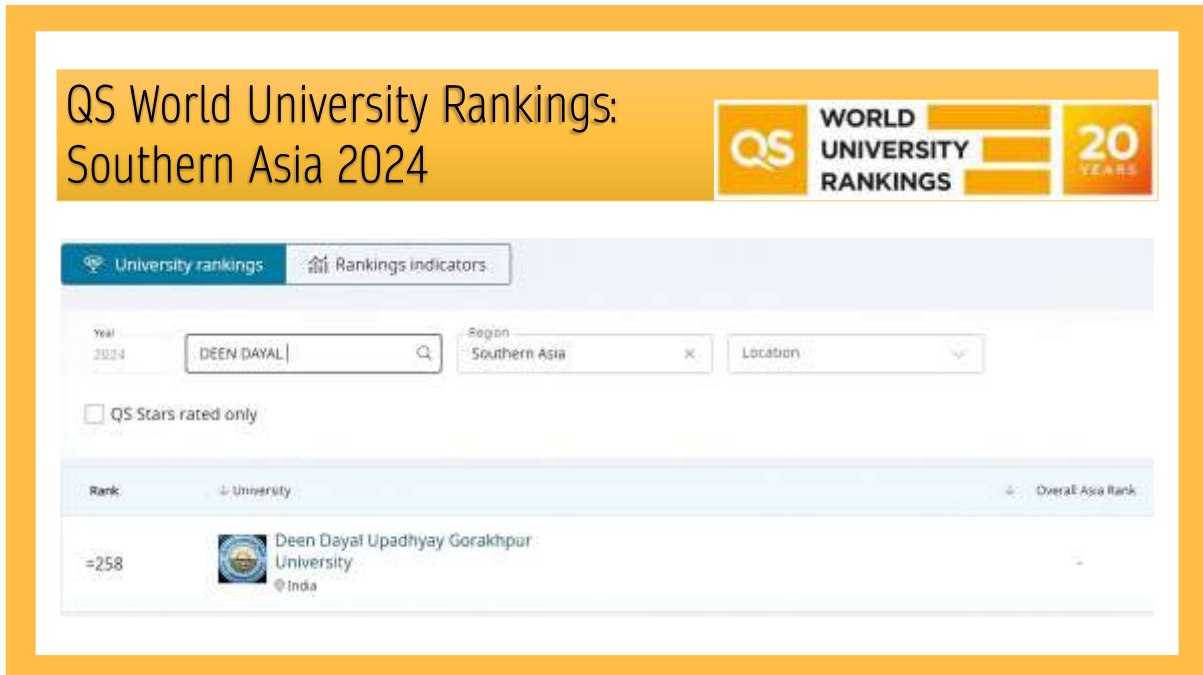 QS World University Rankings:
Southern Asia 2024
QS
WORLD
UNIVERSITY
RANKINGS
20
YEARS
University rankings
Rankings indicators
Year
2024
DEEN DAYAL
Region
Southern Asia
Location
QS Stars rated only
Rank
University
Overall Asia Rank
=258
Deen Dayal Upadhyay Gorakhpur
University
India
-